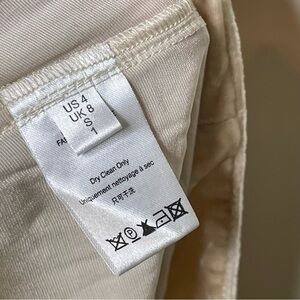 US 4
UK 8
S
1
FA
Dry Clean Only
Uniquement nettoyage à sec
只可干洗